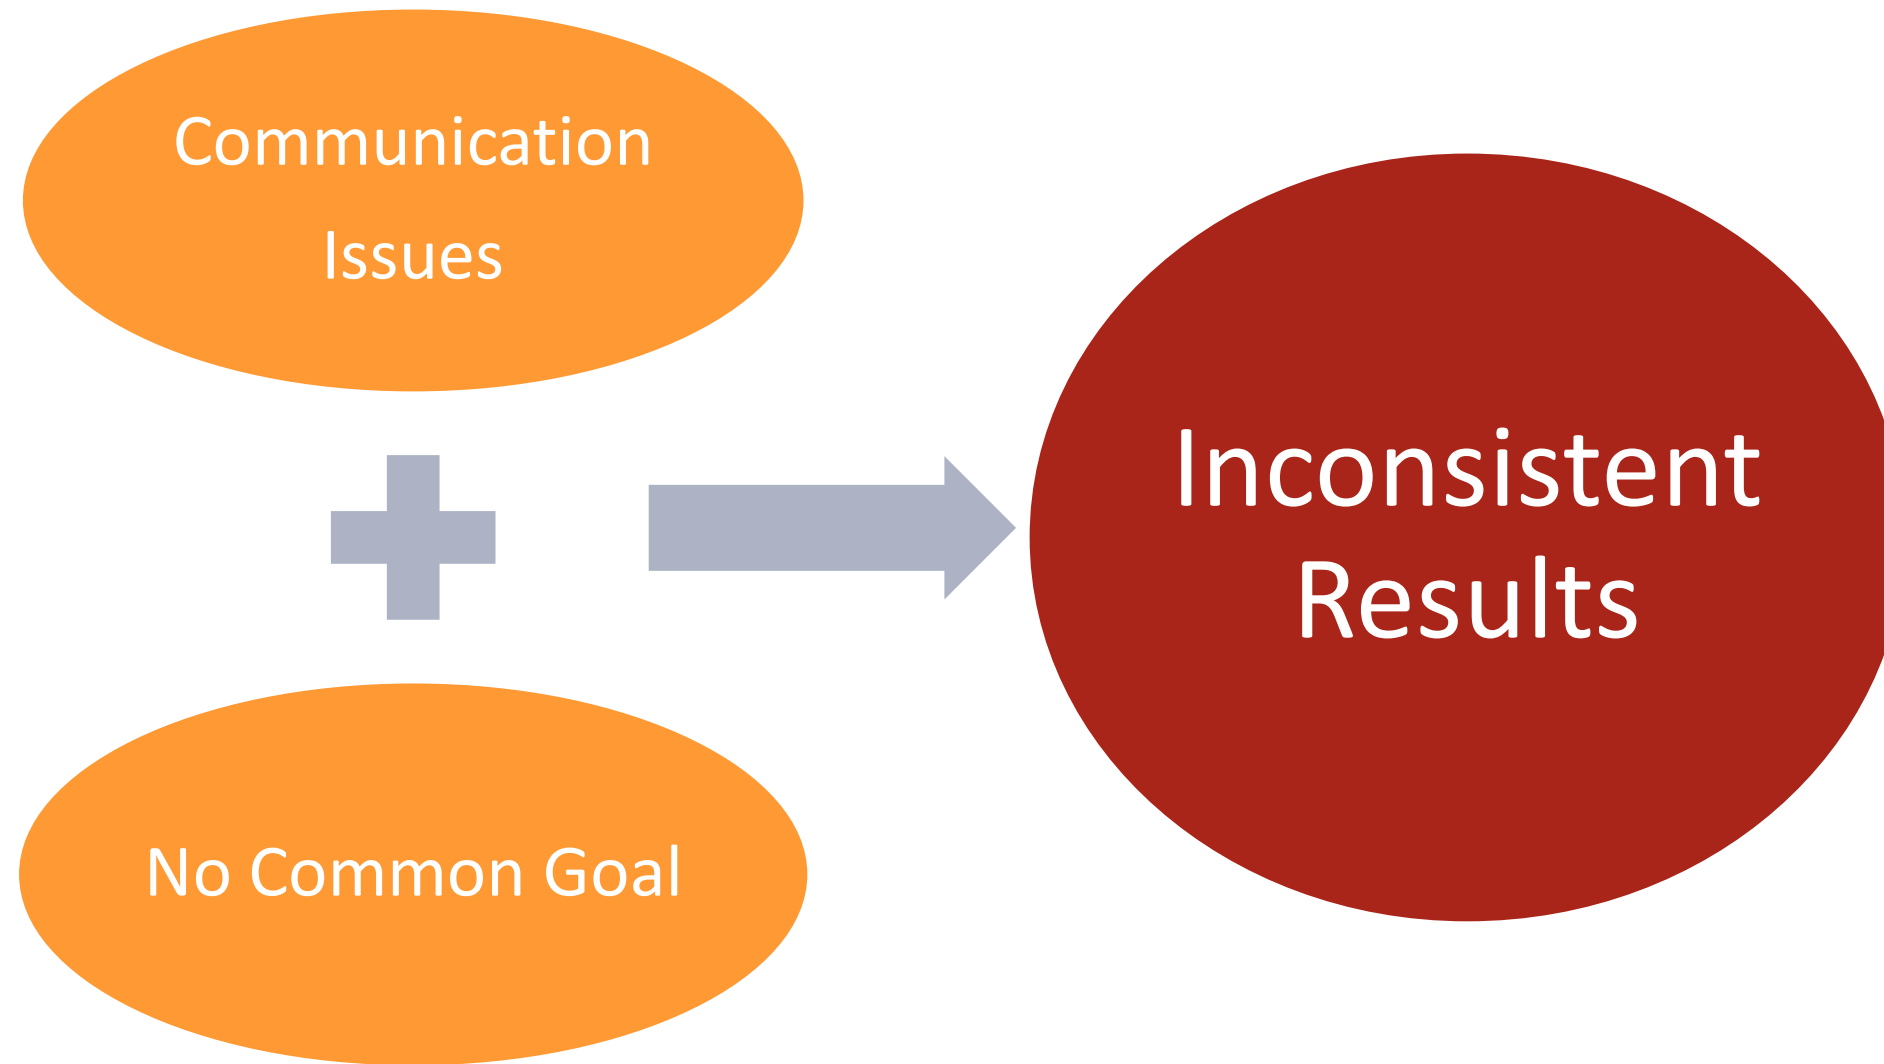 Communication
Issues
No Common Goal
Inconsistent
Results